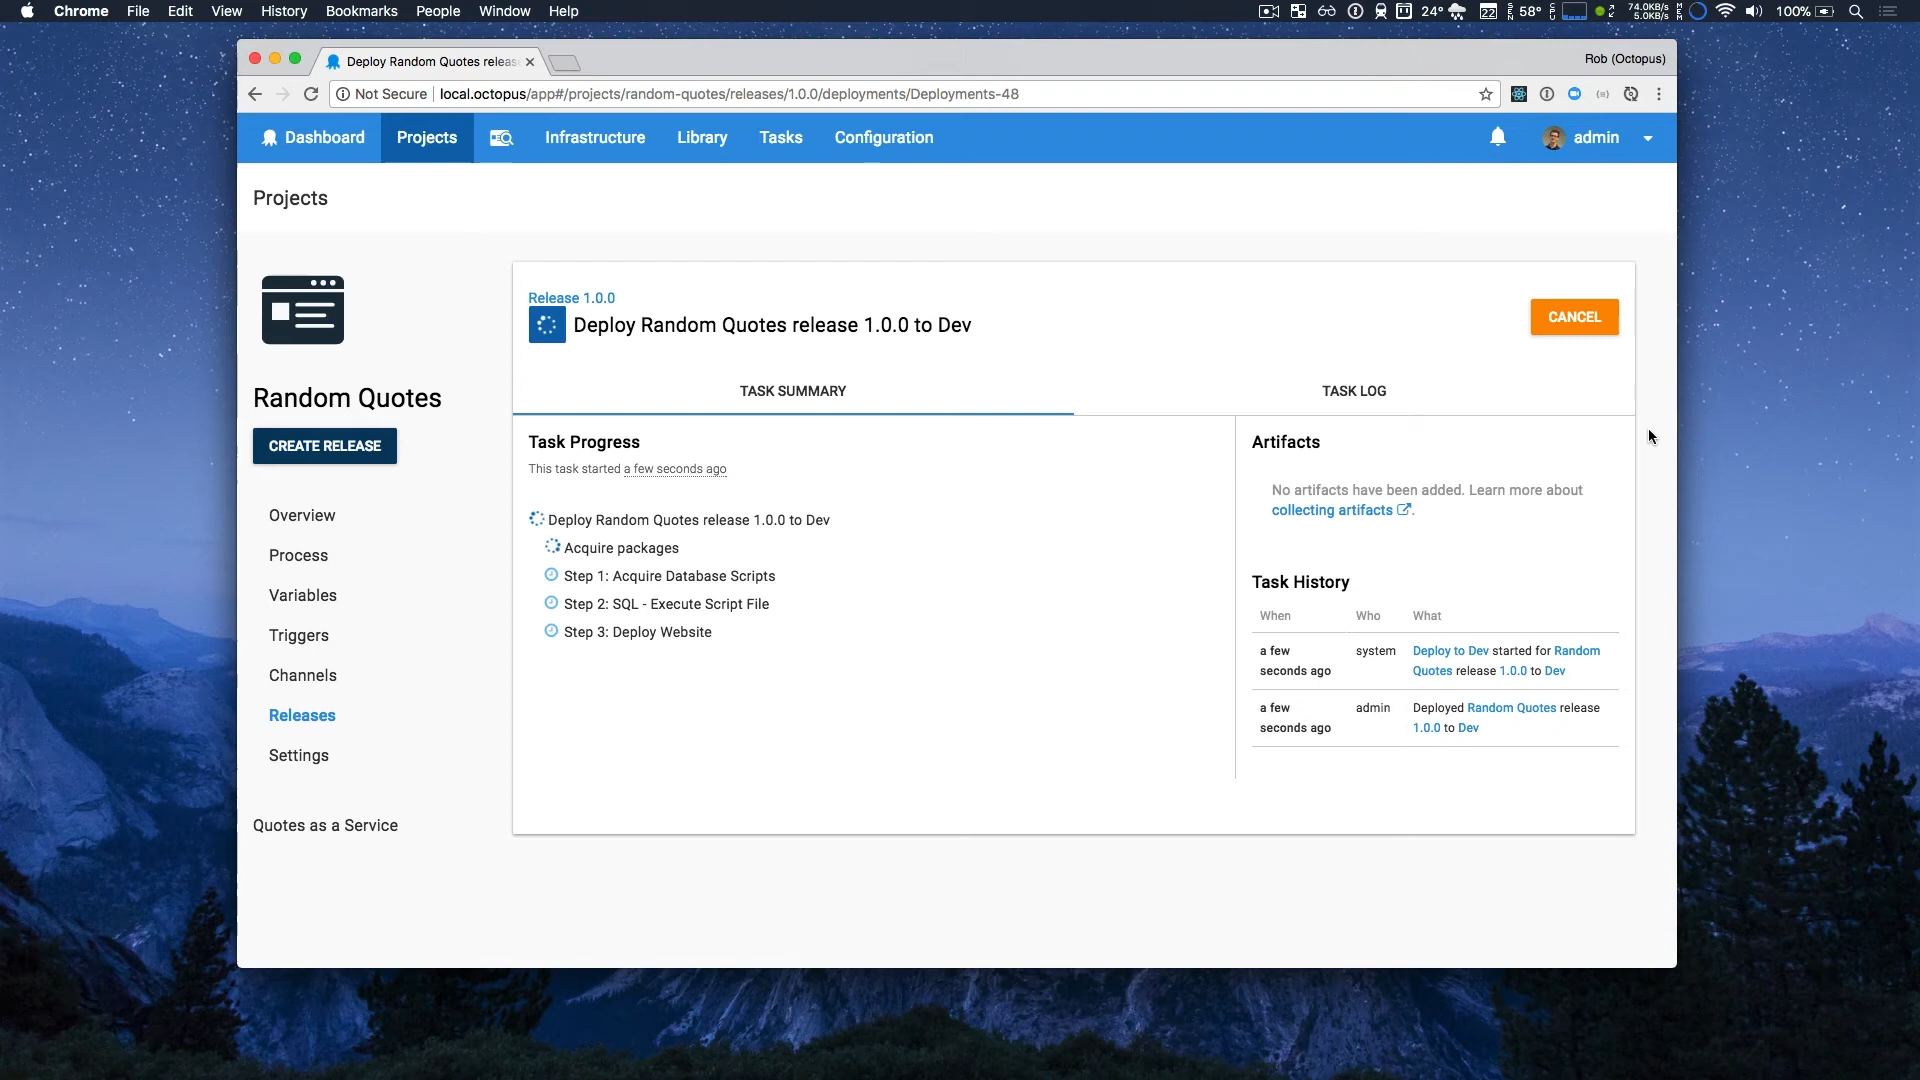 Chrome File Edit View History Bookmarks People Window Help
24° 22 58° 74.0KB/s 5.0KB/s 100%
Deploy Random Quotes releas
Rob (Octopus)
Not Secure local.octopus/app#/projects/random-quotes/releases/1.0.0/deployments/Deployments-48
Dashboard Projects Infrastructure Library Tasks Configuration admin
Projects
Random Quotes
CREATE RELEASE
Overview
Process
Variables
Triggers
Channels
Releases
Settings
Quotes as a Service
Release 1.0.0
Deploy Random Quotes release 1.0.0 to Dev
CANCEL
TASK SUMMARY
TASK LOG
Task Progress
This task started a few seconds ago
Deploy Random Quotes release 1.0.0 to Dev
Acquire packages
Step 1: Acquire Database Scripts
Step 2: SQL - Execute Script File
Step 3: Deploy Website
Artifacts
No artifacts have been added. Learn more about
collecting artifacts.
Task History
When Who What
a few system Deploy to Dev started for Random
seconds ago Quotes release 1.0.0 to Dev
a few admin Deployed Random Quotes release
seconds ago 1.0.0 to Dev